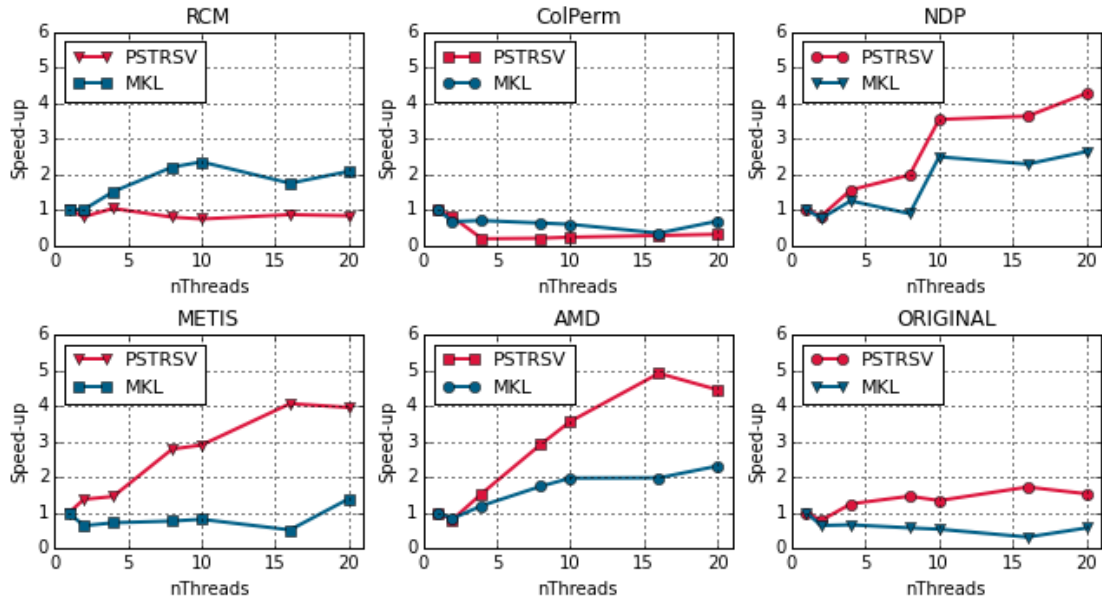 RCM
6
5
4
3
2
1
0
Speed-up
PSTRSV
MKL
0 5 10 15 20
nThreads
ColPerm
6
5
4
3
2
1
0
Speed-up
PSTRSV
MKL
0 5 10 15 20
nThreads
NDP
6
5
4
3
2
1
0
Speed-up
PSTRSV
MKL
0 5 10 15 20
nThreads
METIS
6
5
4
3
2
1
0
Speed-up
PSTRSV
MKL
0 5 10 15 20
nThreads
AMD
6
5
4
3
2
1
0
Speed-up
PSTRSV
MKL
0 5 10 15 20
nThreads
ORIGINAL
6
5
4
3
2
1
0
Speed-up
PSTRSV
MKL
0 5 10 15 20
nThreads